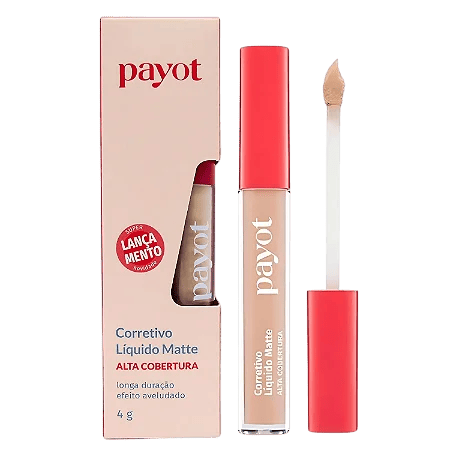 payot
SUPER
LANÇA
MENTO
novidade
payot
Corretivo
Líquido Matte
ALTA COBERTURA
longa duração
efeito aveludado
4 g
payot
Corretivo
Líquido Matte
ALTA COBERTURA